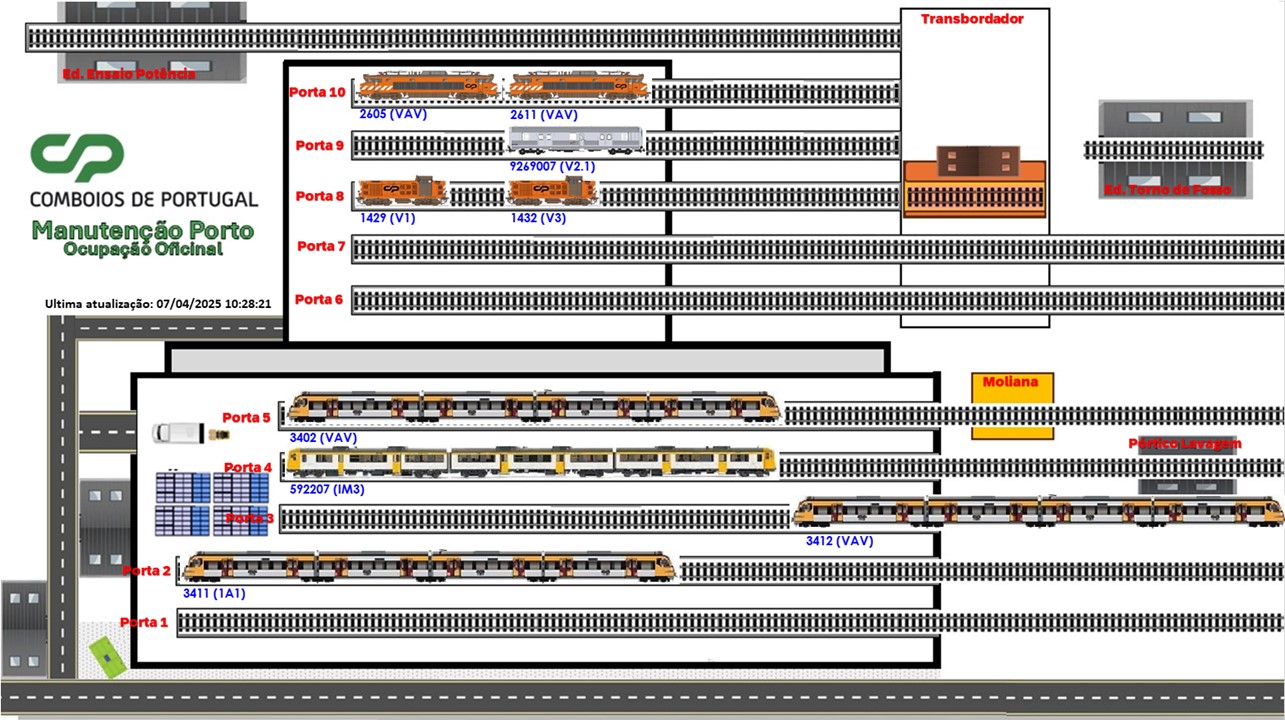 Transbordador
Ed. Ensaio Potência
Porta 10
2605 (VAV)
2611 (VAV)
Porta 9
9269007 (V2.1)
Ed. Torno de Fosso
CP
COMBOIOS DE PORTUGAL
Manutenção Porto
Ocupação Oficinal
Porta 8
1429 (V1)
1432 (V3)
Porta 7
Porta 6
Ultima atualização: 07/04/2025 10:28:21
Moliana
Porta 5
3402 (VAV)
Pórtico Lavagem
Porta 4
592207 (IM3)
Porta 3
3412 (VAV)
Porta 2
3411 (1A1)
Porta 1